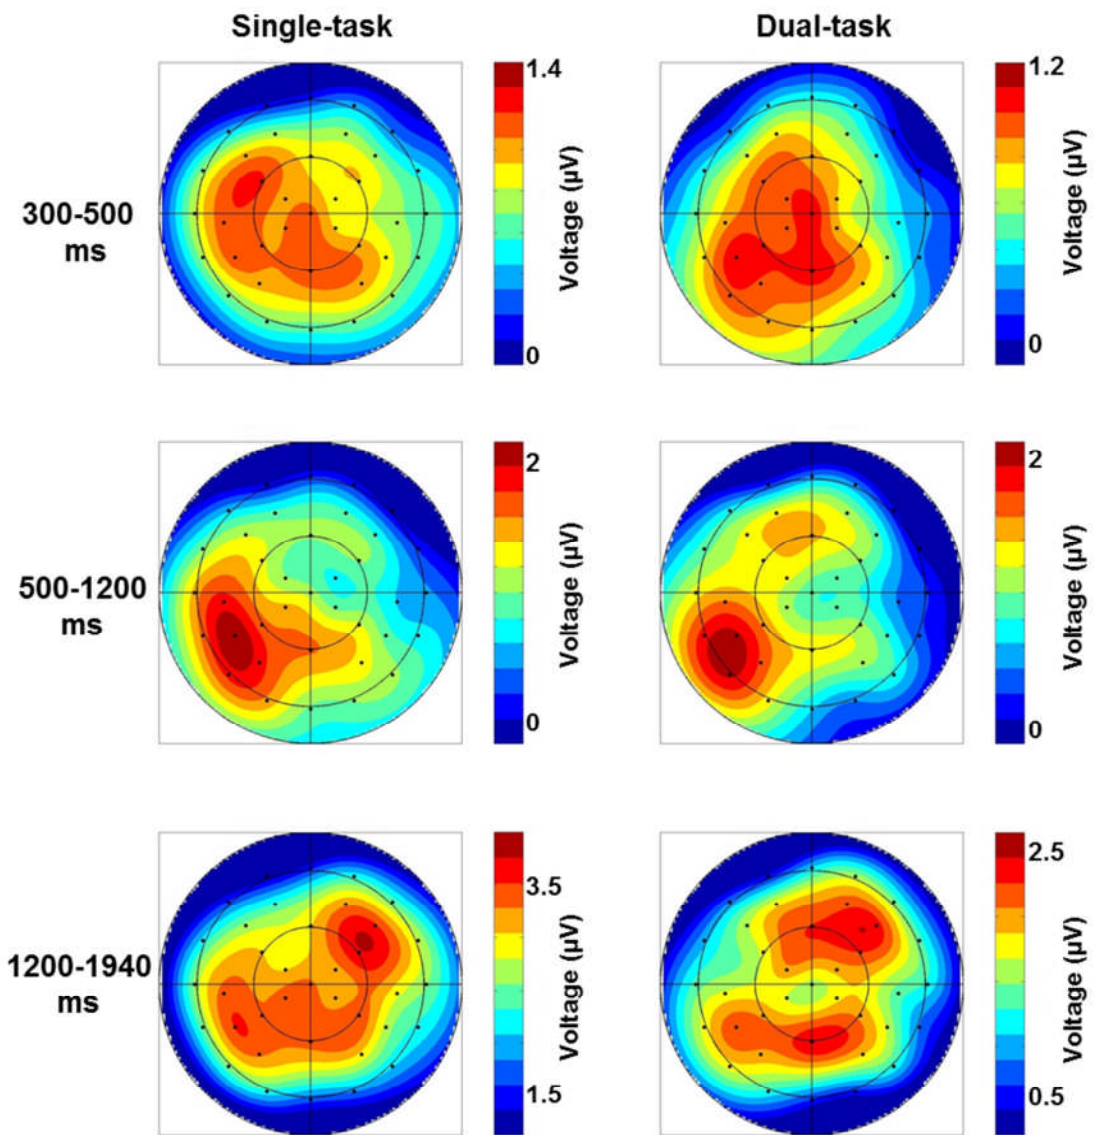 Single-task
Dual-task
300-500
ms
1.4
0
Voltage (µV)
1.2
0
Voltage (µV)
500-1200
ms
2
0
Voltage (µV)
2
0
Voltage (µV)
1200-1940
ms
3.5
1.5
Voltage (µV)
2.5
0.5
Voltage (µV)